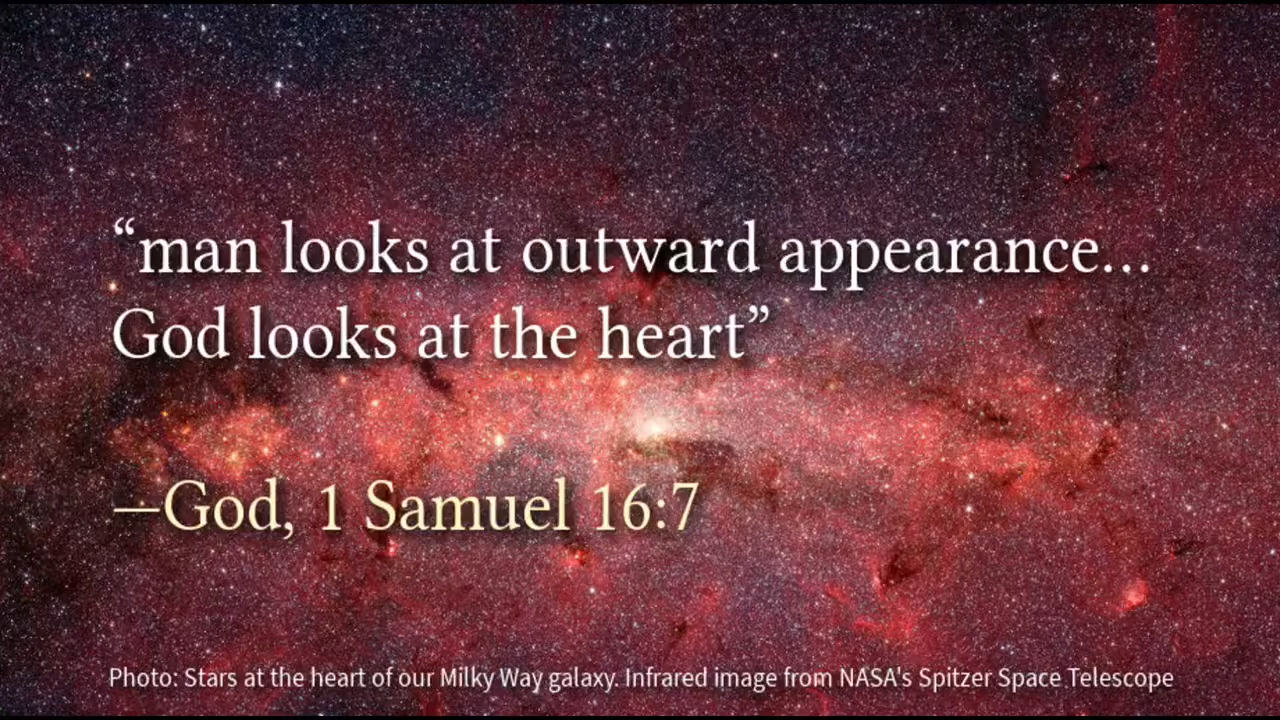 “man looks at outward appearance…
God looks at the heart”
—God, 1 Samuel 16:7
Photo: Stars at the heart of our Milky Way galaxy. Infrared image from NASA's Spitzer Space Telescope